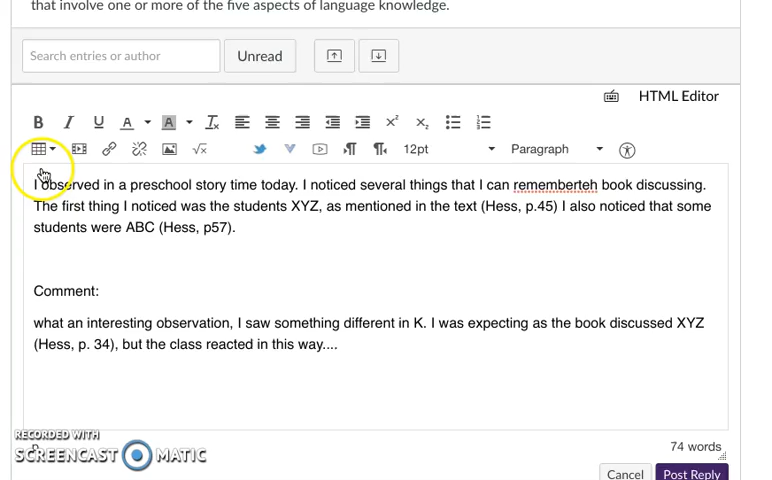 that involve one or more of the five aspects of language knowledge.
Search entries or author
Unread
HTML Editor
B I U A A Ix x² x₂
√x 12pt Paragraph
I observed in a preschool story time today. I noticed several things that I can rememberteh book discussing.
The first thing I noticed was the students XYZ, as mentioned in the text (Hess, p.45) I also noticed that some
students were ABC (Hess, p57).
Comment:
what an interesting observation, I saw something different in K. I was expecting as the book discussed XYZ
(Hess, p. 34), but the class reacted in this way....
RECORDED WITH
SCREENCAST MATIC
74 words
Cancel
Post Reply